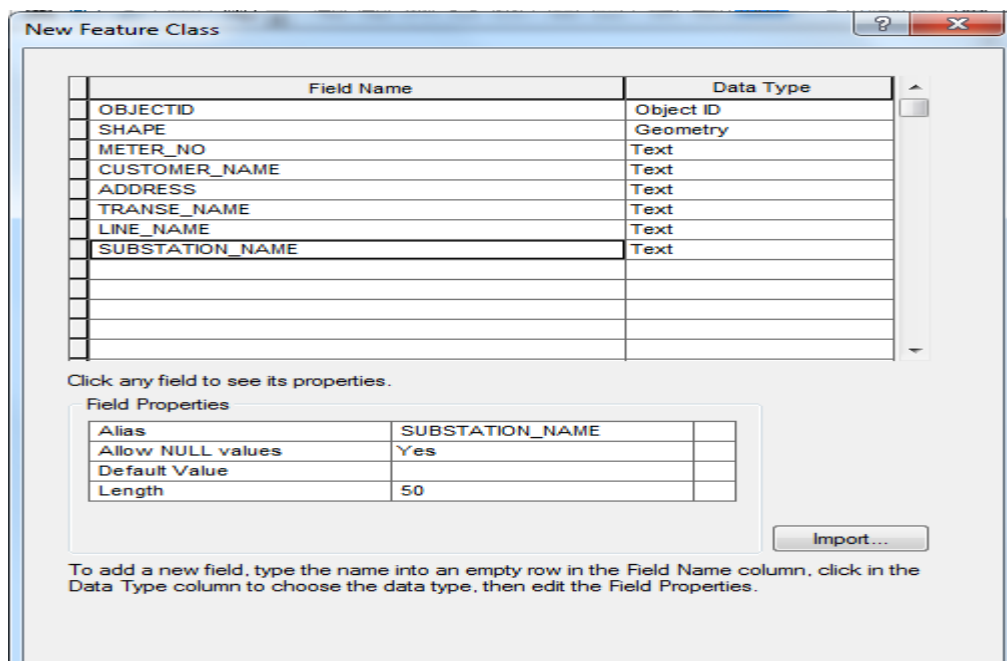 New Feature Class
Field Name Data Type
OBJECTID Object ID
SHAPE Geometry
METER_NO Text
CUSTOMER_NAME Text
ADDRESS Text
TRANSE_NAME Text
LINE_NAME Text
SUBSTATION_NAME Text
Click any field to see its properties.
Field Properties
Alias SUBSTATION_NAME
Allow NULL values Yes
Default Value
Length 50
Import...
To add a new field, type the name into an empty row in the Field Name column, click in the
Data Type column to choose the data type, then edit the Field Properties.